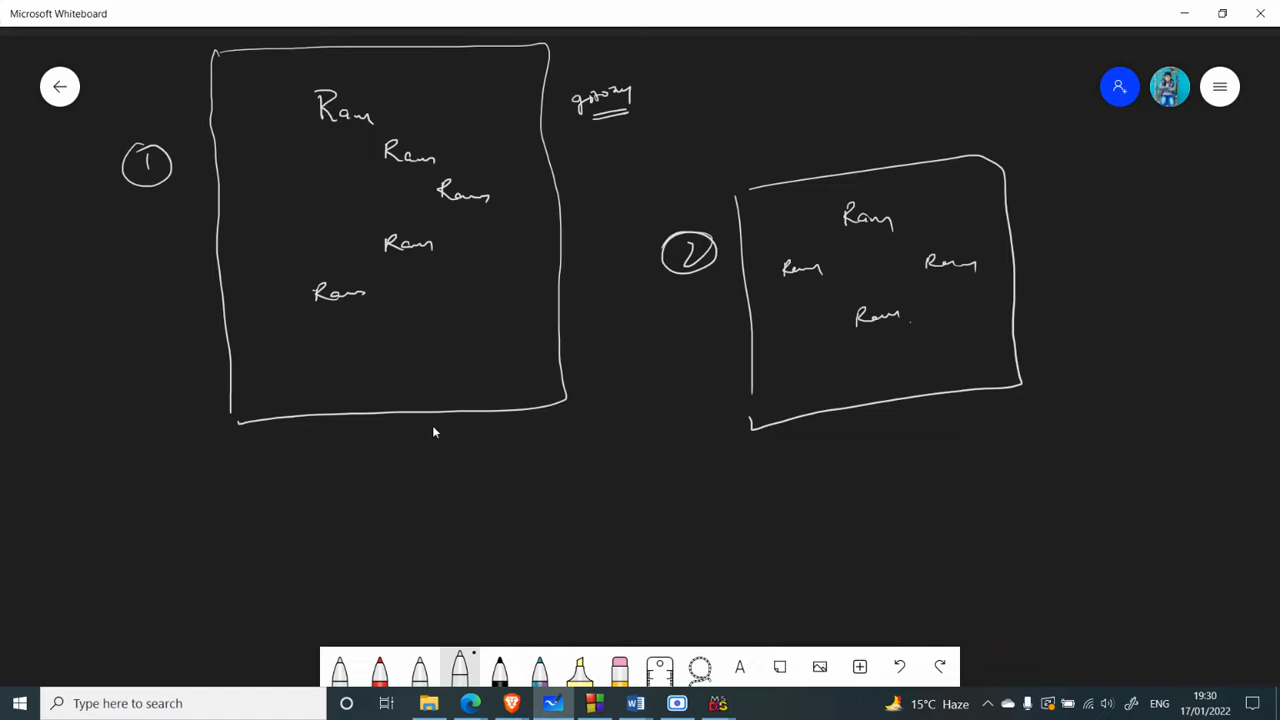 Microsoft Whiteboard
Ram
gotoxy
1
Ram
Ram
Ram
Ram
2
Ram
Ram
Ram
Ram
A
Type here to search
15°C Haze
ENG
19:30
17/01/2022